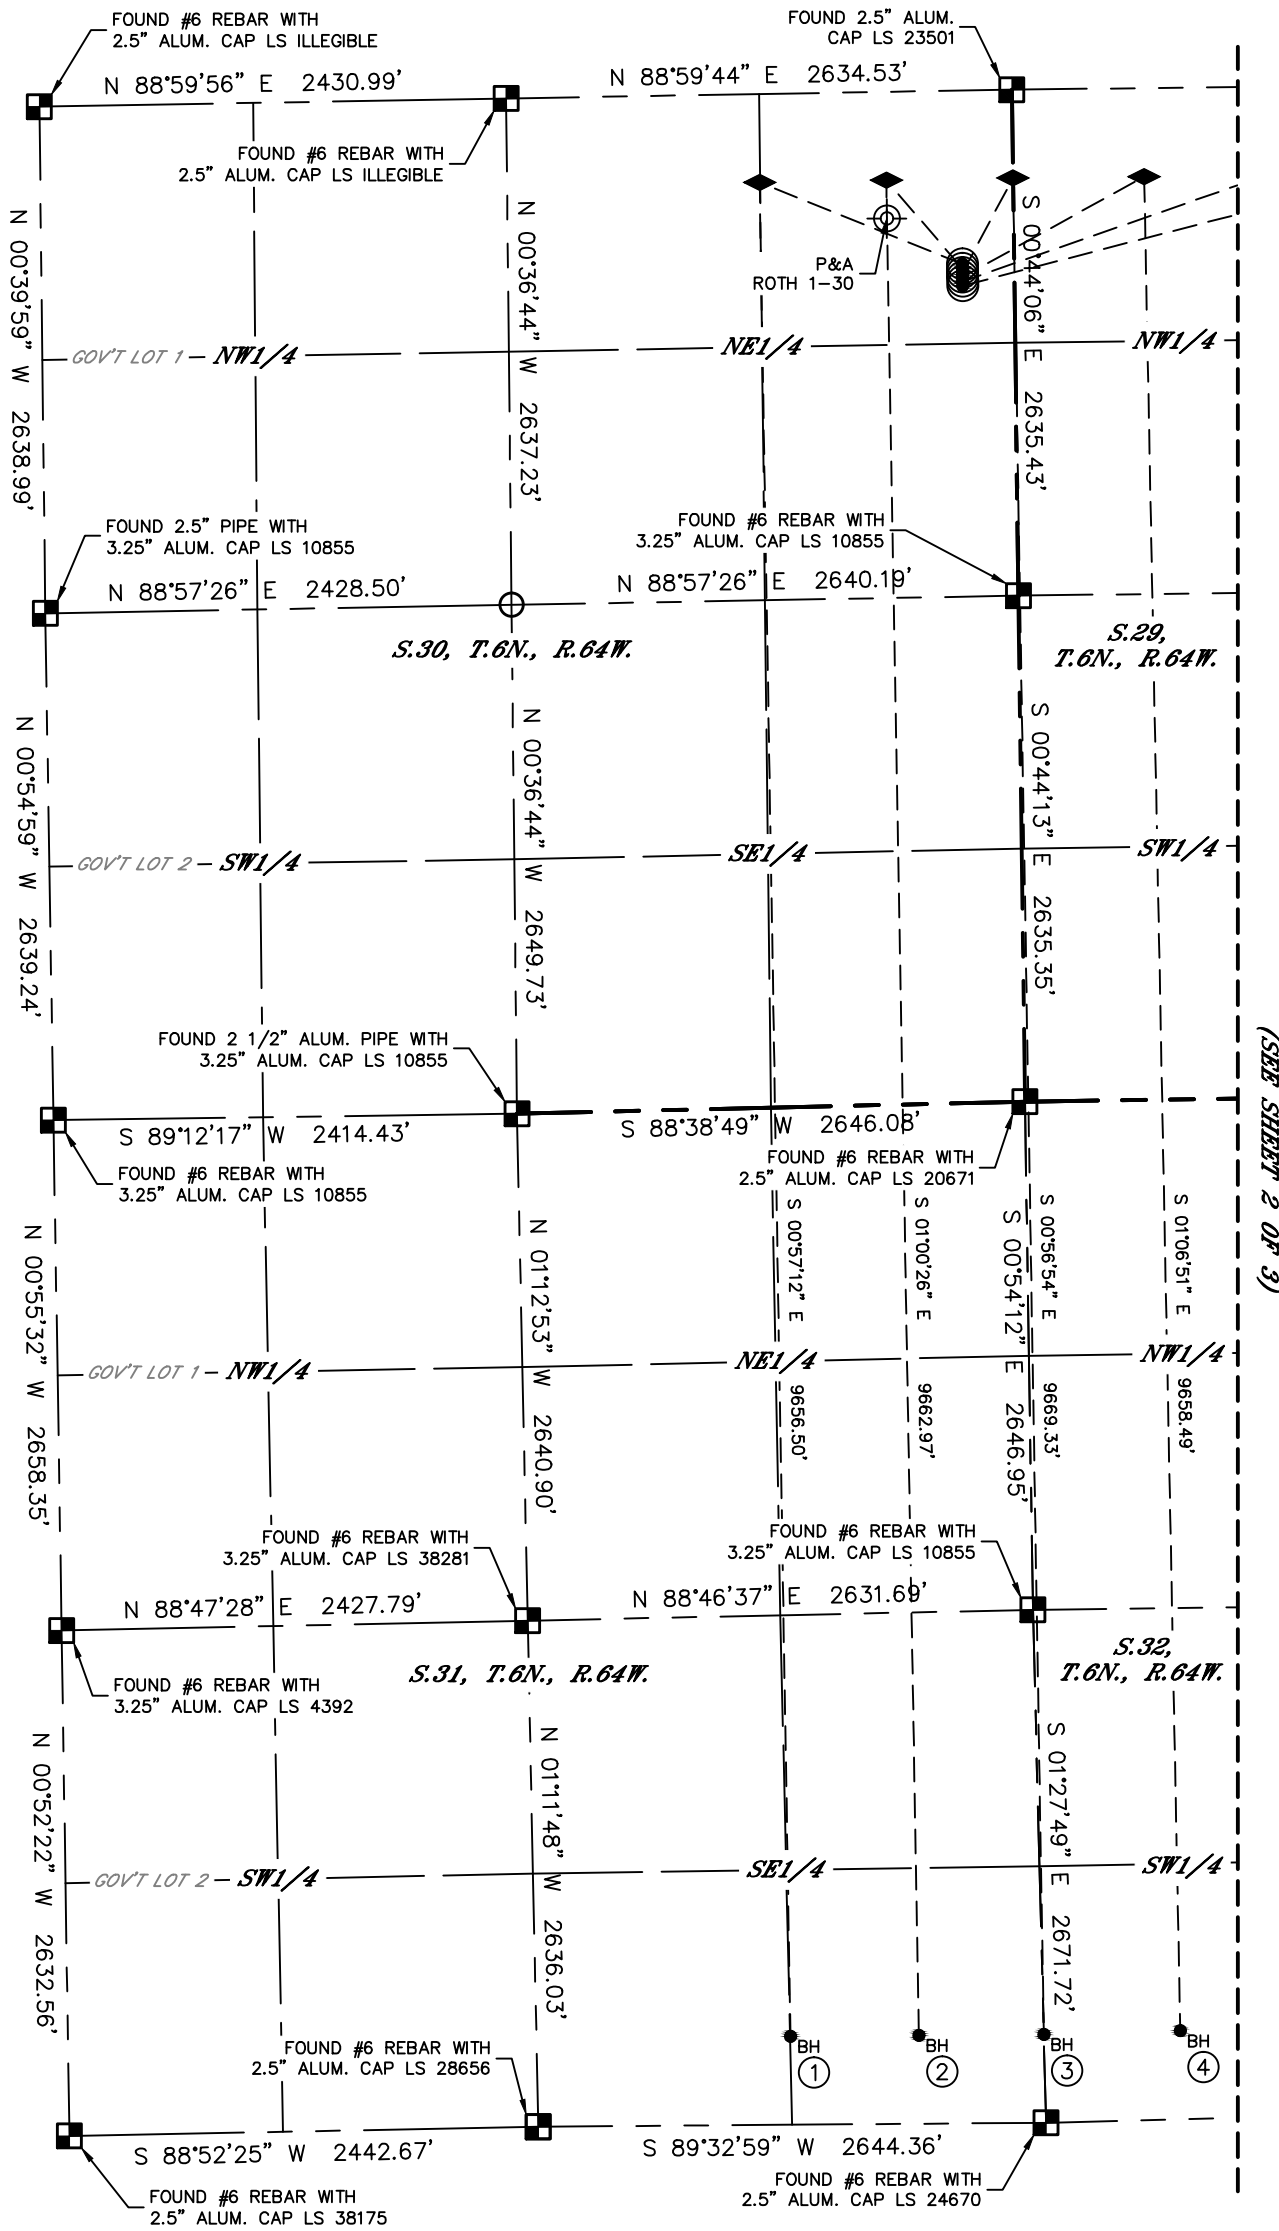 FOUND #6 REBAR WITH
2.5" ALUM. CAP LS ILLEGIBLE
FOUND 2.5" ALUM.
CAP LS 23501
N 88°59'56" E 2430.99'
N 88°59'44" E 2634.53'
FOUND #6 REBAR WITH
2.5" ALUM. CAP LS ILLEGIBLE
N 00°39'59" W 2638.99'
N 00°36'44" W 2637.23'
S 00°44'06" E 2635.43'
P&A
ROTH 1-30
GOV'T LOT 1
NW1/4
NE1/4
NW1/4
FOUND 2.5" PIPE WITH
3.25" ALUM. CAP LS 10855
FOUND #6 REBAR WITH
3.25" ALUM. CAP LS 10855
N 88°57'26" E 2428.50'
N 88°57'26" E 2640.19'
S.30, T.6N., R.64W.
S.29,
T.6N., R.64W.
N 00°54'59" W 2639.24'
N 00°36'44" W 2649.73'
S 00°44'13" E 2635.35'
GOV'T LOT 2
SW1/4
SE1/4
SW1/4
FOUND 2 1/2" ALUM. PIPE WITH
3.25" ALUM. CAP LS 10855
S 89°12'17" W 2414.43'
S 88°38'49" W 2646.08'
FOUND #6 REBAR WITH
3.25" ALUM. CAP LS 10855
FOUND #6 REBAR WITH
2.5" ALUM. CAP LS 20671
(SEE SHEET 2 OF 3)
N 00°55'32" W 2658.35'
N 01°12'53" W 2640.90'
S 00°57'12" E 9656.50'
S 01°00'26" E 9662.97'
S 00°54'12" E 2646.95'
S 00°56'54" E 9669.33'
S 01°06'51" E 9658.49'
GOV'T LOT 1
NW1/4
NE1/4
NW1/4
FOUND #6 REBAR WITH
3.25" ALUM. CAP LS 38281
FOUND #6 REBAR WITH
3.25" ALUM. CAP LS 10855
N 88°47'28" E 2427.79'
N 88°46'37" E 2631.69'
S.31, T.6N., R.64W.
S.32,
T.6N., R.64W.
FOUND #6 REBAR WITH
3.25" ALUM. CAP LS 4392
N 00°52'22" W 2632.56'
N 01°11'48" W 2636.03'
S 01°27'49" E 2671.72'
GOV'T LOT 2
SW1/4
SE1/4
SW1/4
BH
1
BH
2
BH
3
BH
4
FOUND #6 REBAR WITH
2.5" ALUM. CAP LS 28656
S 88°52'25" W 2442.67'
S 89°32'59" W 2644.36'
FOUND #6 REBAR WITH
2.5" ALUM. CAP LS 38175
FOUND #6 REBAR WITH
2.5" ALUM. CAP LS 24670